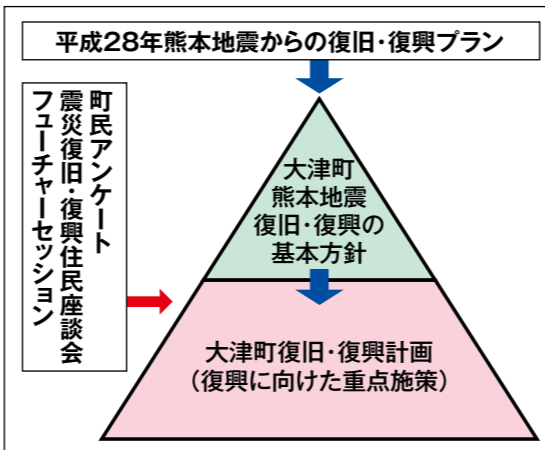 平成28年熊本地震からの復旧・復興プラン
町民アンケート
震災復旧・復興住民座談会
フューチャーセッション
大津町
熊本地震
復旧・復興の
基本方針
大津町復旧・復興計画
（復興に向けた重点施策）